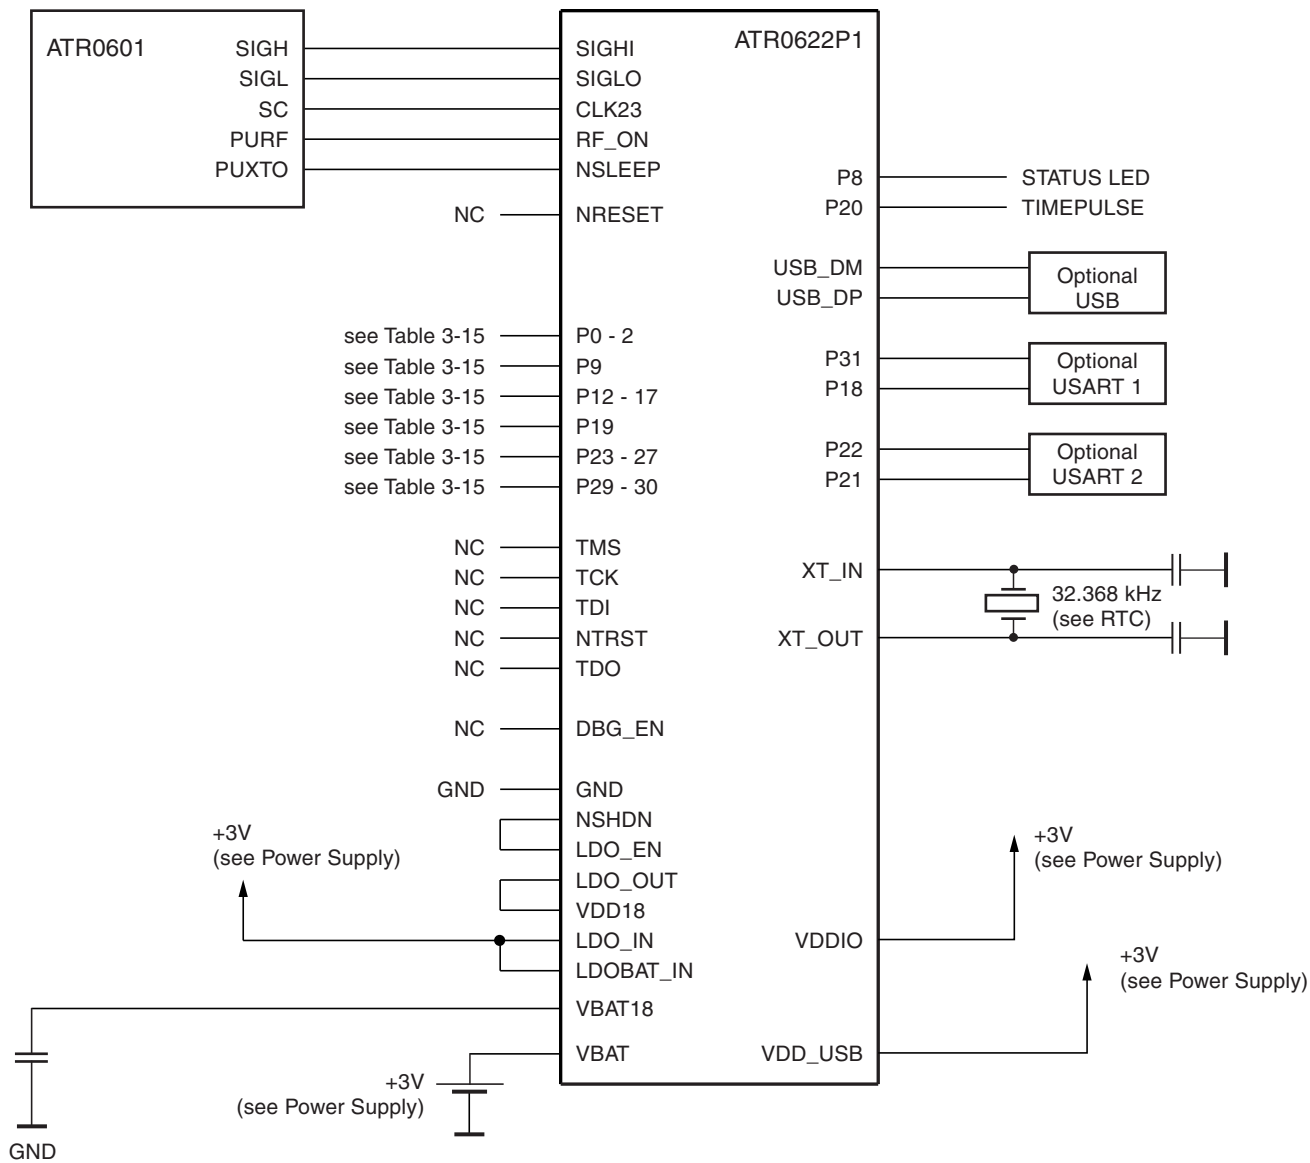 ATR0601
SIGH
SIGL
SC
PURF
PUXTO
NC
see Table 3-15
see Table 3-15
see Table 3-15
see Table 3-15
see Table 3-15
see Table 3-15
NC
NC
NC
NC
NC
NC
GND
+3V
(see Power Supply)
+3V
(see Power Supply)
GND
ATR0622P1
SIGHI
SIGLO
CLK23
RF_ON
NSLEEP
NRESET
P0 - 2
P9
P12 - 17
P19
P23 - 27
P29 - 30
TMS
TCK
TDI
NTRST
TDO
DBG_EN
GND
NSHDN
LDO_EN
LDO_OUT
VDD18
LDO_IN
LDOBAT_IN
VBAT18
VBAT
P8
P20
USB_DM
USB_DP
P31
P18
P22
P21
XT_IN
XT_OUT
VDDIO
VDD_USB
STATUS LED
TIMEPULSE
Optional
USB
Optional
USART 1
Optional
USART 2
32.368 kHz
(see RTC)
+3V
(see Power Supply)
+3V
(see Power Supply)